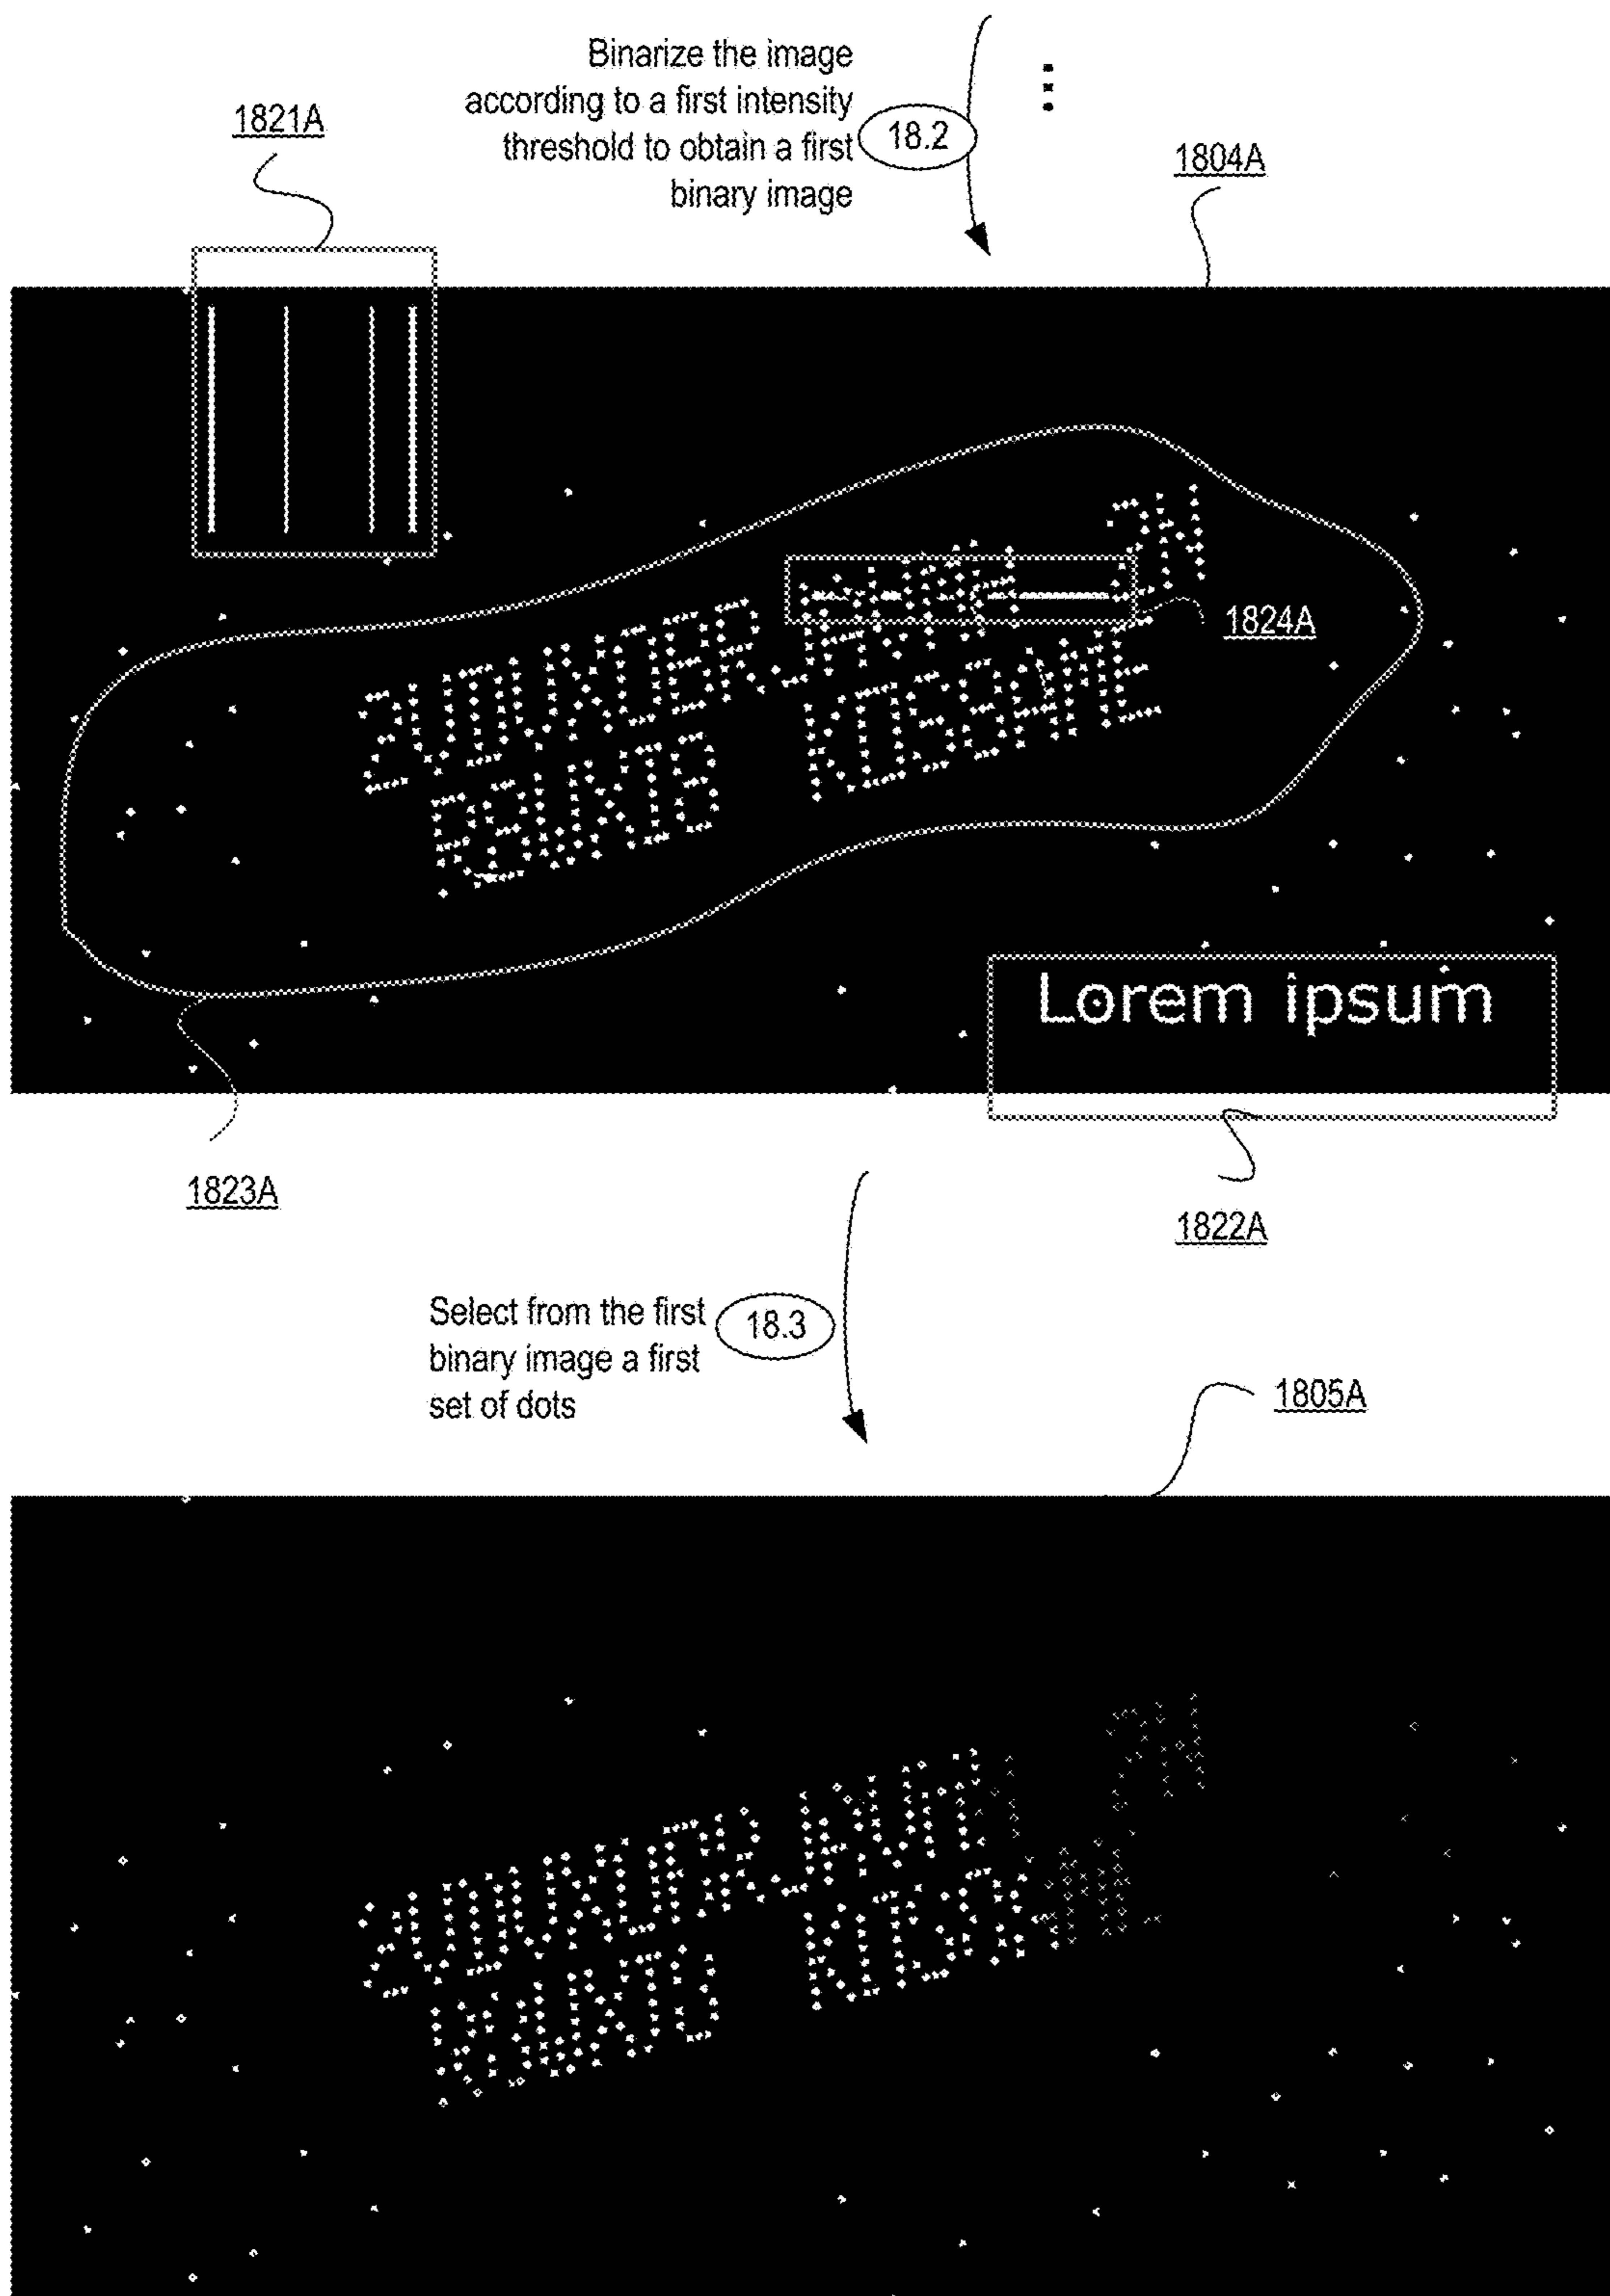 Binarize the image
according to a first intensity
threshold to obtain a first
binary image
18.2
1821A
1804A
1824A
Lorem ipsum
1823A
1822A
Select from the first
binary image a first
set of dots
18.3
1805A